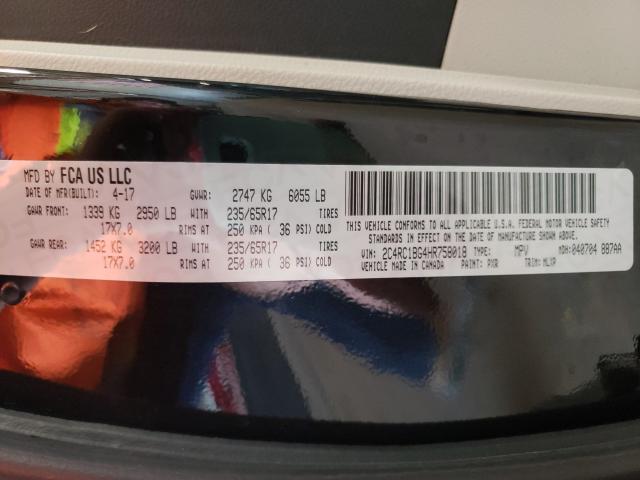 MFD BY FCA US LLC
DATE OF MFR(BUILT): 4-17 GVWR: 2747 KG 6055 LB
GAWR FRONT: 1339 KG 2950 LB WITH 235/65R17 TIRES
17X7.0 RIMS AT 250 KPA ( 36 PSI) COLD
GAWR REAR: 1452 KG 3200 LB WITH 235/65R17 TIRES
17X7.0 RIMS AT 250 KPA ( 36 PSI) COLD
THIS VEHICLE CONFORMS TO ALL APPLICABLE U.S.A. FEDERAL MOTOR VEHICLE SAFETY
STANDARDS IN EFFECT ON THE DATE OF MANUFACTURE SHOWN ABOVE.
VIN: 2C4RC1BG4HR758018 TYPE: MPV MDH: 040704 887AA
VEHICLE MADE IN CANADA PAINT: PXR TRIM: MLXP